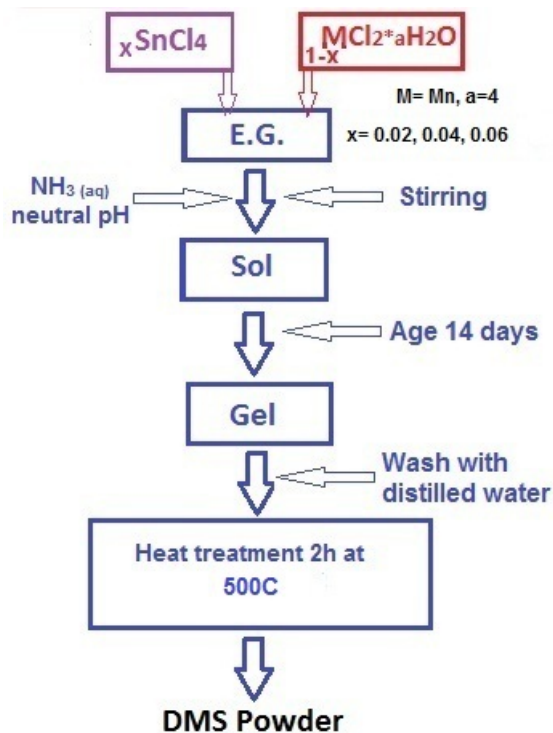 xSnCl4
1-xMCl2*aH2O
M= Mn, a=4
E.G.
x= 0.02, 0.04, 0.06
NH3 (aq)
neutral pH
Stirring
Sol
Age 14 days
Gel
Wash with
distilled water
Heat treatment 2h at
500C
DMS Powder